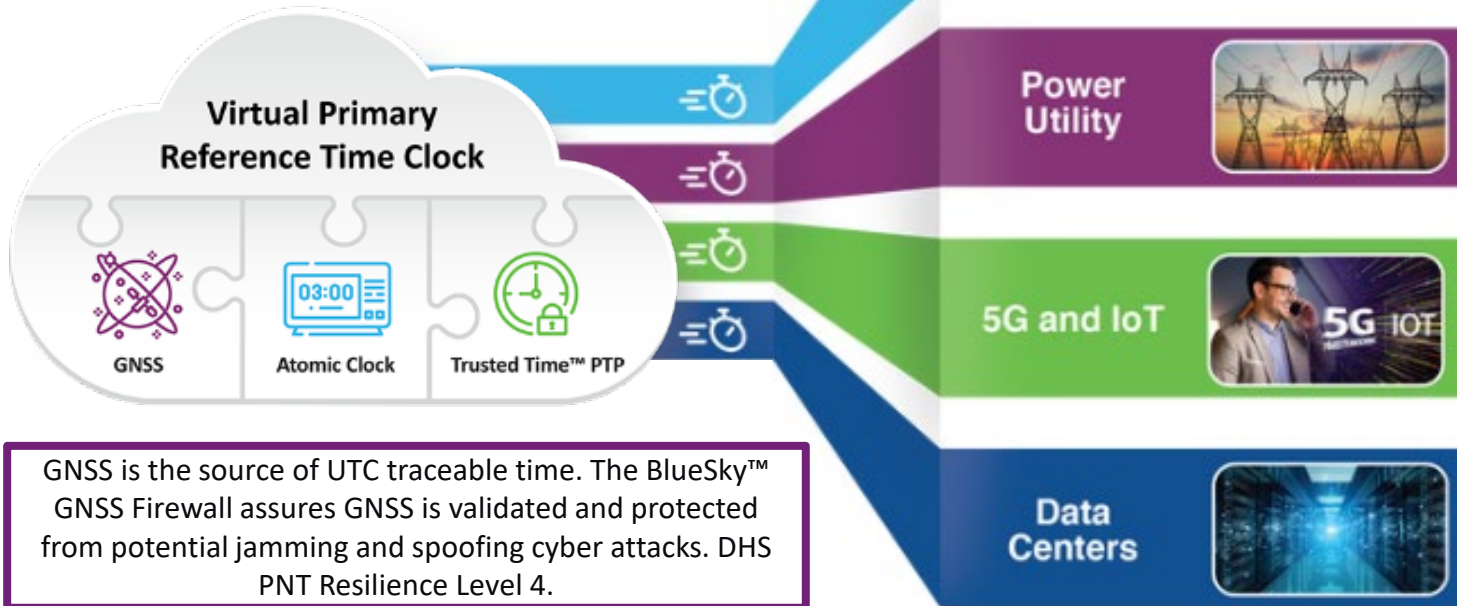 Virtual Primary
Reference Time Clock
03:00
GNSS
Atomic Clock
Trusted Time™ PTP
Power
Utility
5G and IoT
5G IOT
Data
Centers
GNSS is the source of UTC traceable time. The BlueSky™
GNSS Firewall assures GNSS is validated and protected
from potential jamming and spoofing cyber attacks. DHS
PNT Resilience Level 4.